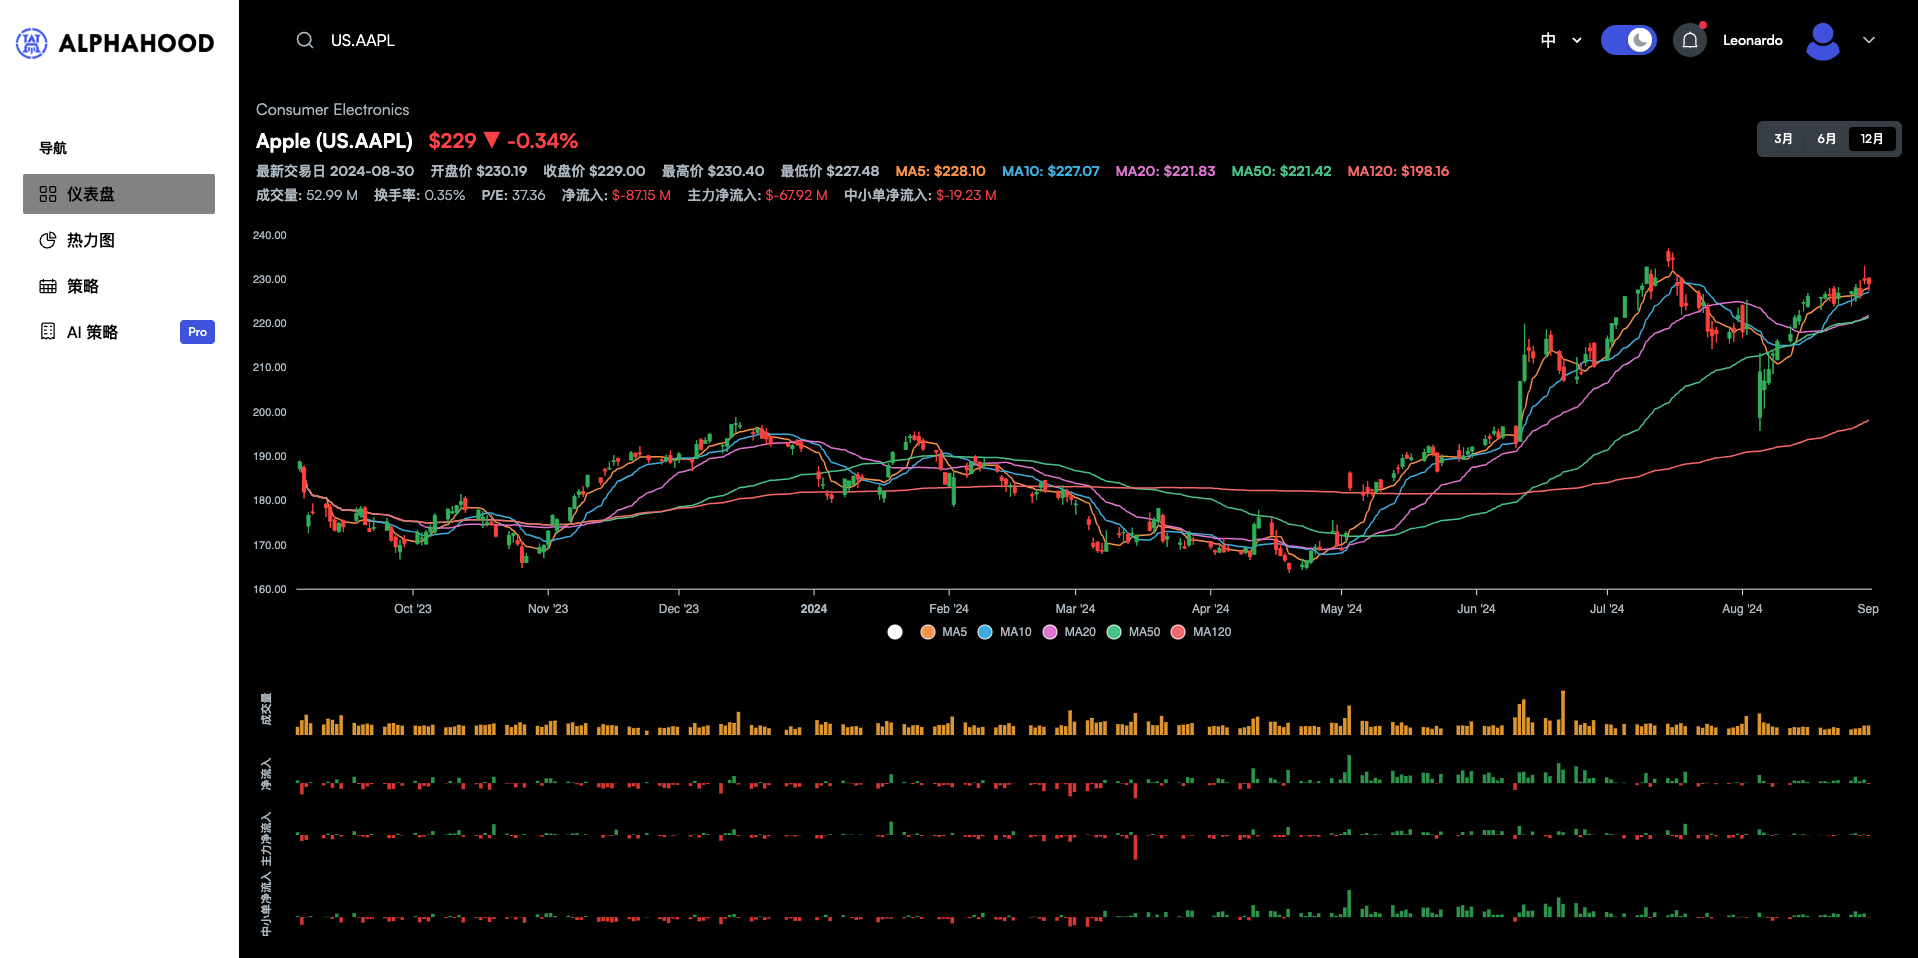 ALPHAHOOD
US.AAPL
中
Leonardo
导航
仪表盘
热力图
策略
AI 策略 Pro
Consumer Electronics
Apple (US.AAPL) $229 ▼ -0.34%
3月 6月 12月
最新交易日 2024-08-30 开盘价 $230.19 收盘价 $229.00 最高价 $230.40 最低价 $227.48 MA5: $228.10 MA10: $227.07 MA20: $221.83 MA50: $221.42 MA120: $198.16
成交量: 52.99 M 换手率: 0.35% P/E: 37.36 净流入: $-87.15 M 主力净流入: $-67.92 M 中小单净流入: $-19.23 M
240.00
230.00
220.00
210.00
200.00
190.00
180.00
170.00
160.00
Oct '23 Nov '23 Dec '23 2024 Feb '24 Mar '24 Apr '24 May '24 Jun '24 Jul '24 Aug '24 Sep
MA5 MA10 MA20 MA50 MA120
成交量
净流入
主力净流入
中小单净流入